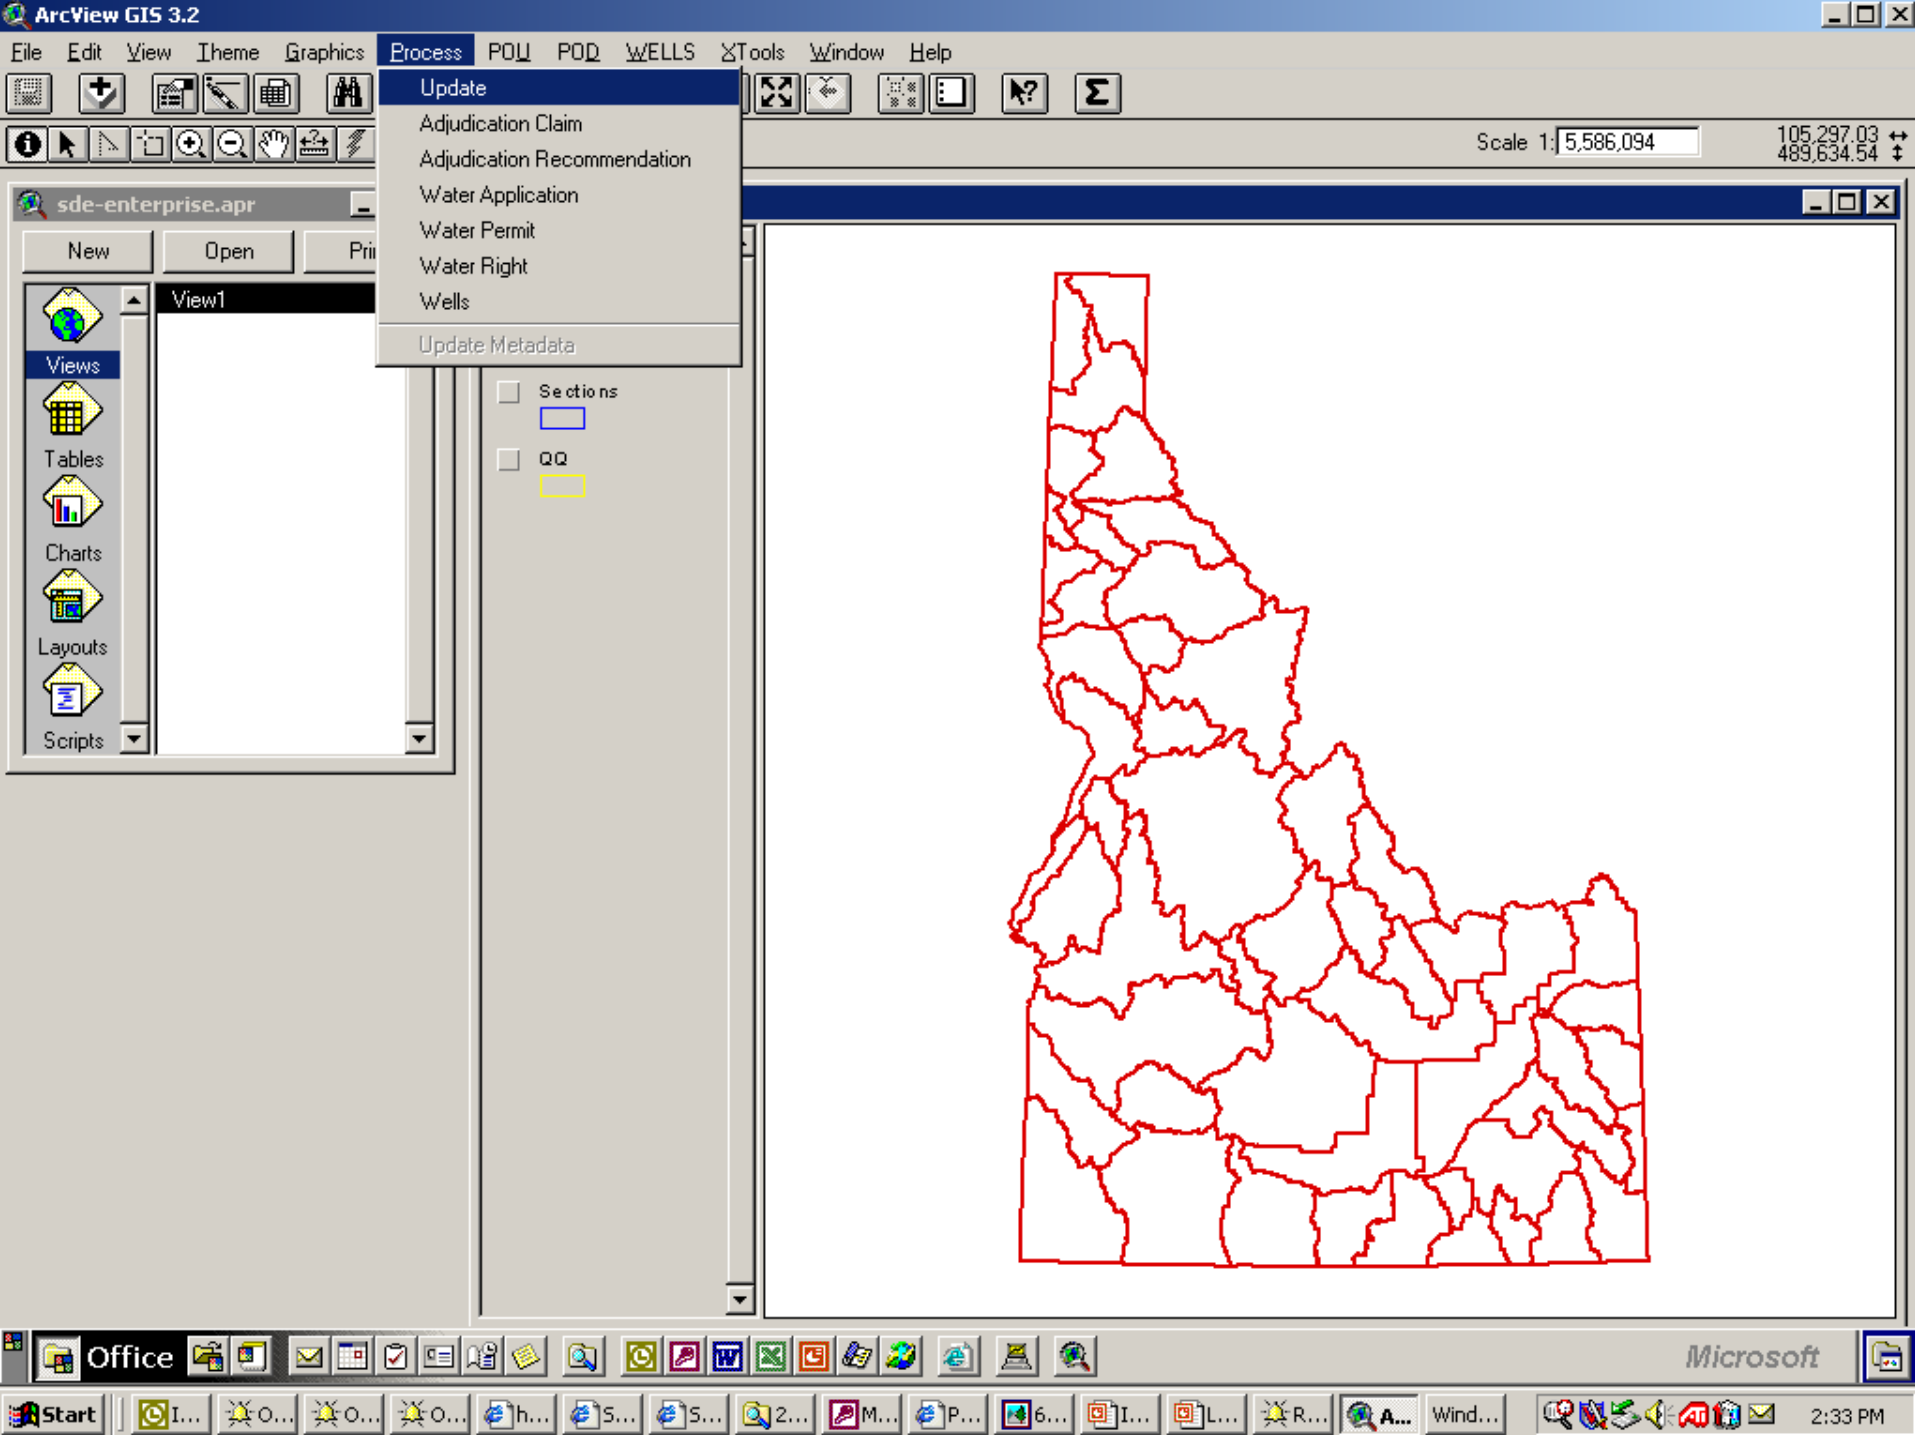 ArcView GIS 3.2
File Edit View Theme Graphics Process POU POD WELLS XTools Window Help
Update
Adjudication Claim
Adjudication Recommendation
Water Application
Water Permit
Water Right
Wells
Update Metadata
Scale 1: 5,586,094
105,297.03
489,634.54
sde-enterprise.apr
New Open Pri
View1
Views
Tables
Charts
Layouts
Scripts
Sections
QQ
Office
Microsoft
Start I... O... O... O... h... S... S... 2... M... P... 6... I... L... R... A... Wind... 2:33 PM